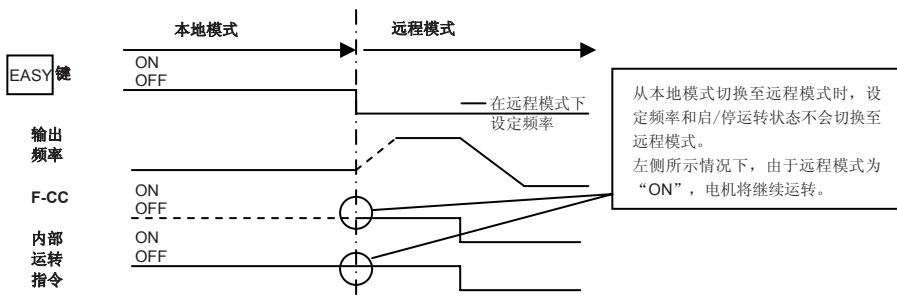 本地模式
远程模式
ON
OFF
EASY键
在远程模式下
设定频率
输出
频率
ON
OFF
F-CC
ON
OFF
内部
运转
指令
从本地模式切换至远程模式时，设
定频率和启/停运转状态不会切换至
远程模式。
左侧所示情况下，由于远程模式为
“ON”，电机将继续运转。